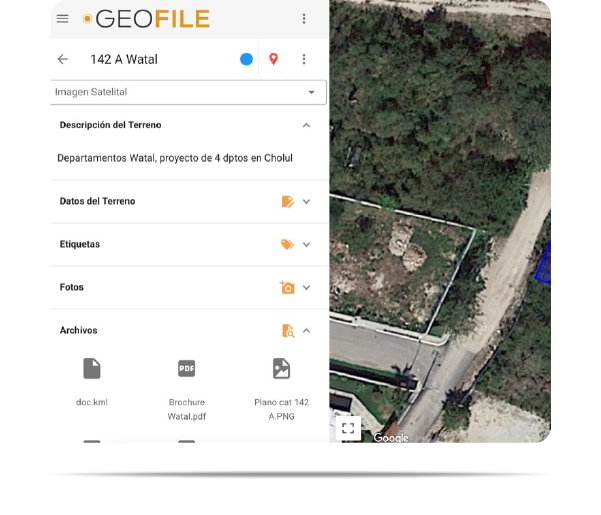 GEOFILE
142 A Watal
Imagen Satelital
Descripción del Terreno
Departamentos Watal, proyecto de 4 dptos en Cholul
Datos del Terreno
Etiquetas
Fotos
Archivos
PDF
doc.kml
Brochure
Watal.pdf
Plano cat 142
A.PNG
Google